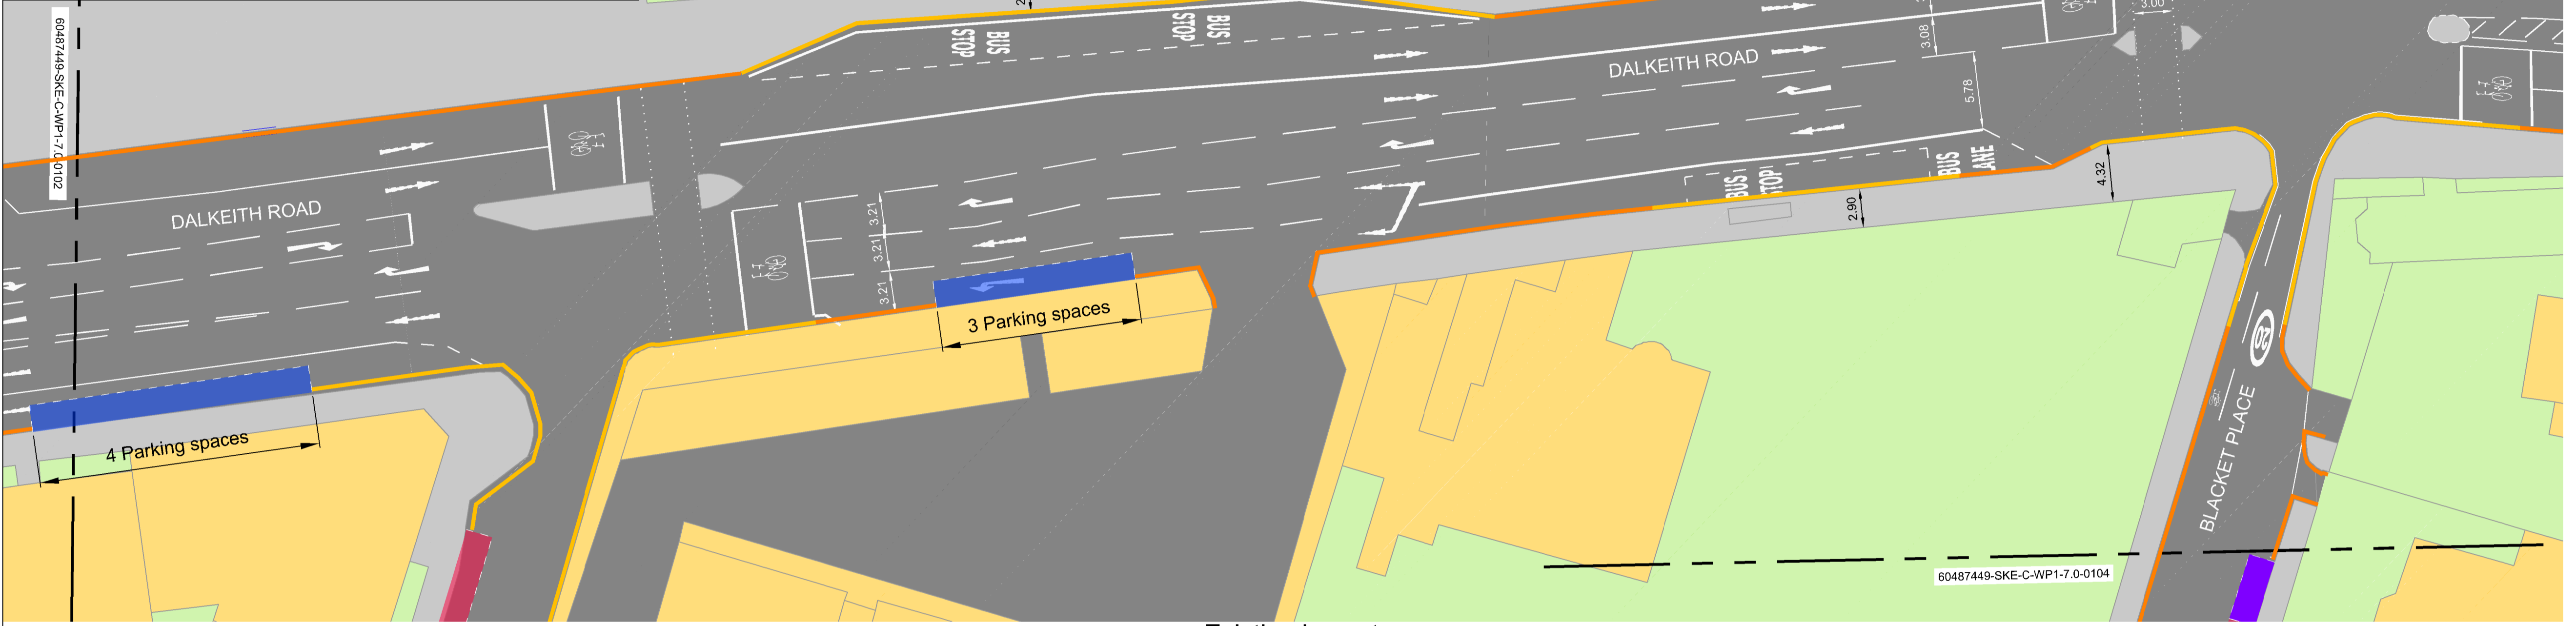 60487449-SKE-C-WP1-7.0-0102
BUS
STOP
BUS
STOP
DALKEITH ROAD
3.08
3.00
5.78
DALKEITH ROAD
3.21
3.21
3.21
BUS
STOP
BUS
LANE
2.90
4.32
3 Parking spaces
4 Parking spaces
20
BLACKET PLACE
60487449-SKE-C-WP1-7.0-0104